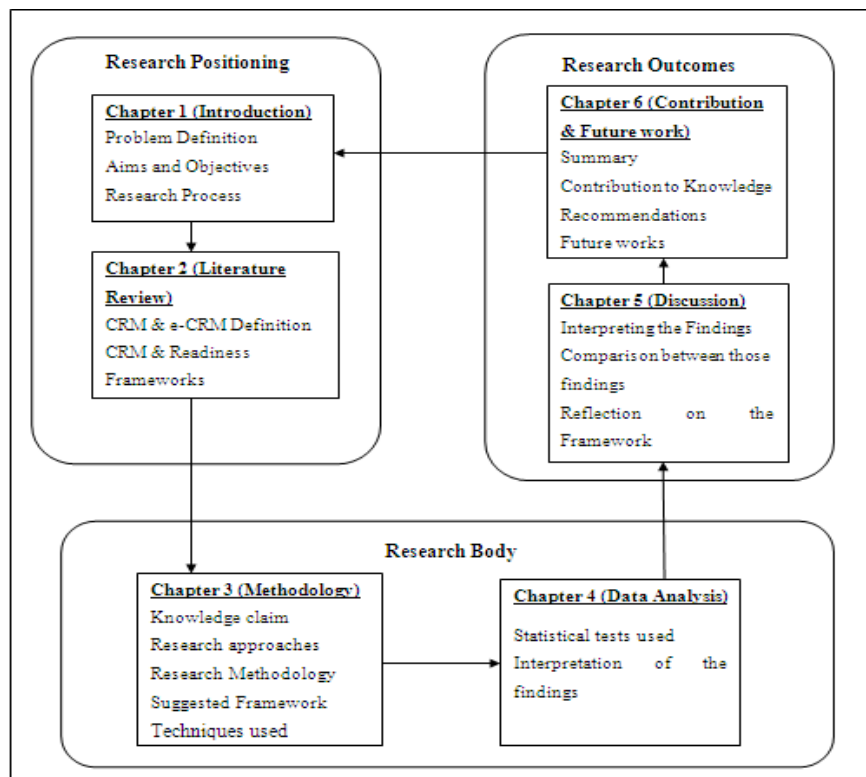 Research Positioning
Chapter 1 (Introduction)
Problem Definition
Aims and Objectives
Research Process
Chapter 2 (Literature
Review)
CRM & e-CRM Definition
CRM & Readiness
Frameworks
Research Outcomes
Chapter 6 (Contribution
& Future work)
Summary
Contribution to Knowledge
Recommendations
Future works
Chapter 5 (Discussion)
Interpreting the Findings
Comparison between those
findings
Reflection on the
Framework
Research Body
Chapter 3 (Methodology)
Knowledge claim
Research approaches
Research Methodology
Suggested Framework
Techniques used
Chapter 4 (Data Analysis)
Statistical tests used
Interpretation of the
findings